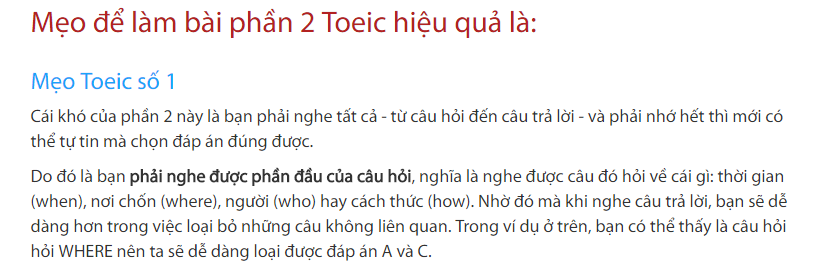 Mẹo để làm bài phần 2 Toeic hiệu quả là:
Mẹo Toeic số 1
Cái khó của phần 2 này là bạn phải nghe tất cả - từ câu hỏi đến câu trả lời - và phải nhớ hết thì mới có
thể tự tin mà chọn đáp án đúng được.
Do đó là bạn phải nghe được phần đầu của câu hỏi, nghĩa là nghe được câu đó hỏi về cái gì: thời gian
(when), nơi chốn (where), người (who) hay cách thức (how). Nhờ đó mà khi nghe câu trả lời, bạn sẽ dễ
dàng hơn trong việc loại bỏ những câu không liên quan. Trong ví dụ ở trên, bạn có thể thấy là câu hỏi
hỏi WHERE nên ta sẽ dễ dàng loại được đáp án A và C.